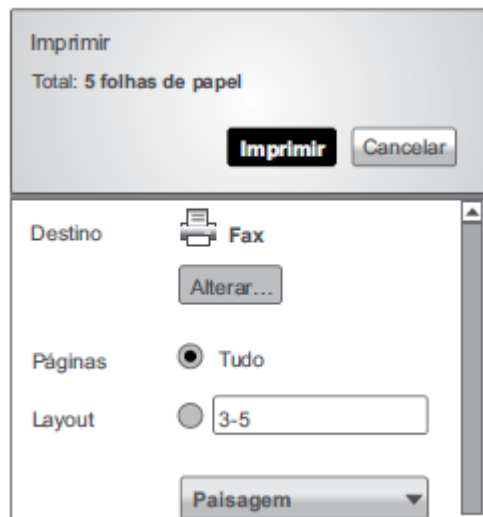 Imprimir
Total: 5 folhas de papel
Imprimir Cancelar
Destino Fax
Alterar...
Páginas Tudo
Layout 3-5
Paisagem